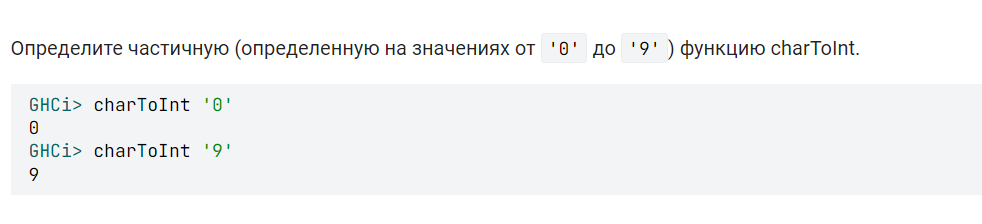 Определите частичную (определенную на значениях от '0' до '9') функцию charToInt.
GHCi> charToInt '0'
0
GHCi> charToInt '9'
9